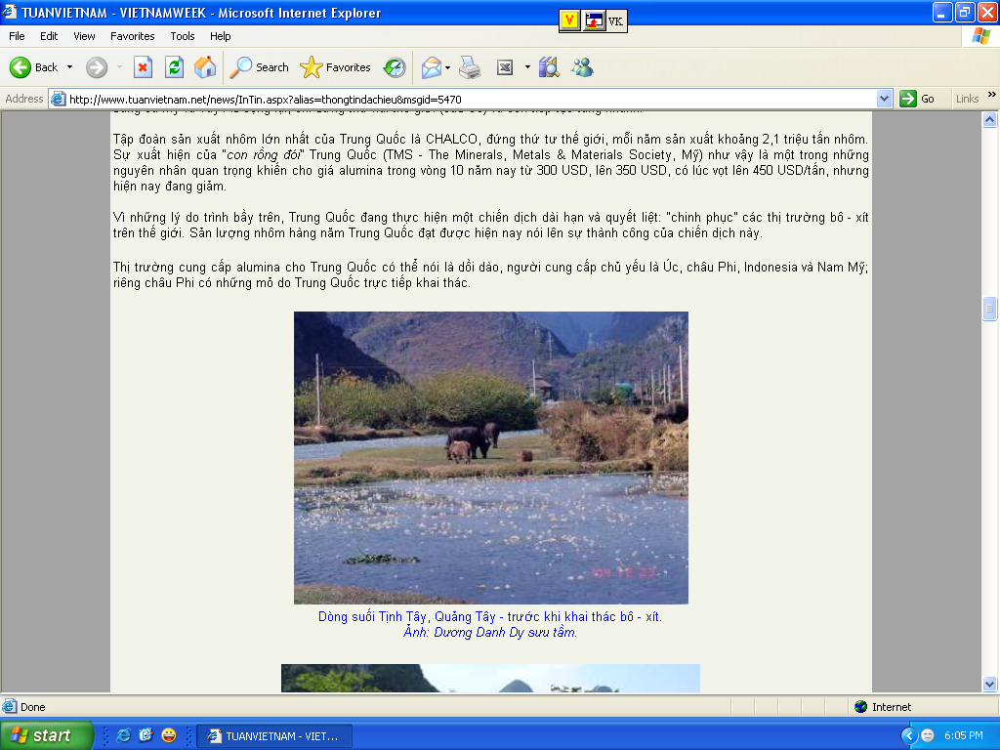 TUANVIETNAM - VIETNAMWEEK - Microsoft Internet Explorer
V VK
File Edit View Favorites Tools Help
Back Search Favorites
Address http://www.tuanvietnam.net/news/InTin.aspx?alias=thongtindachieu&msgid=5470 Go Links »
Tập đoàn sản xuất nhôm lớn nhất của Trung Quốc là CHALCO, đứng thứ tư thế giới, mỗi năm sản xuất khoảng 2,1 triệu tấn nhôm.
Sự xuất hiện của "con rồng đói" Trung Quốc (TMS - The Minerals, Metals & Materials Society, Mỹ) như vậy là một trong những
nguyên nhân quan trọng khiến cho giá alumina trong vòng 10 năm nay từ 300 USD, lên 350 USD, có lúc vọt lên 450 USD/tấn, nhưng
hiện nay đang giảm.
Vì những lý do trình bầy trên, Trung Quốc đang thực hiện một chiến dịch dài hạn và quyết liệt: "chinh phục" các thị trường bô - xít
trên thế giới. Sản lượng nhôm hàng năm Trung Quốc đạt được hiện nay nói lên sự thành công của chiến dịch này.
Thị trường cung cấp alumina cho Trung Quốc có thể nói là dồi dào, người cung cấp chủ yếu là Úc, châu Phi, Indonesia và Nam Mỹ;
riêng châu Phi có những mỏ do Trung Quốc trực tiếp khai thác.
Dòng suối Tịnh Tây, Quảng Tây - trước khi khai thác bô - xít.
Ảnh: Dương Danh Dy sưu tầm.
Done Internet
start TUANVIETNAM - VIET... 6:05 PM